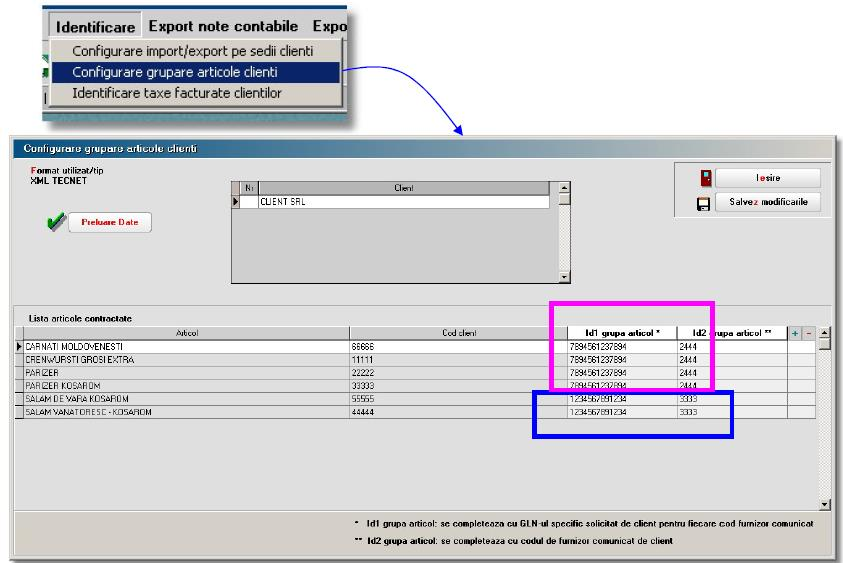 Identificare Export note contabile Expo
Configurare import/export pe sedii clienti
Configurare grupare articole clienti
Identificare taxe facturate clientilor
Configurare grupare articole clienti
Format utilizat/tip
XML TECNET
Preluare Date
Nr Client
CLIENT SRL
Iesire
Salvez modificarile
Lista articole contractate
Articol Cod client Id1 grupa articol * Id2 grupa articol ** + -
CARNATI MOLDOVENESTI 66666 7894561237894 2444
CRENWURSTI GROSI EXTRA 11111 7894561237894 2444
PARIZER 22222 7894561237894 2444
PARIZER KOSAROM 33333 7894561237894 2444
SALAM DE VARA KOSAROM 55555 1234567891234 3333
SALAM VANATORESC - KOSAROM 44444 1234567891234 3333
* Id1 grupa articol: se completeaza cu GLN-ul specific solicitat de client pentru fiecare cod furnizor comunicat
** Id2 grupa articol: se completeaza cu codul de furnizor comunicat de client